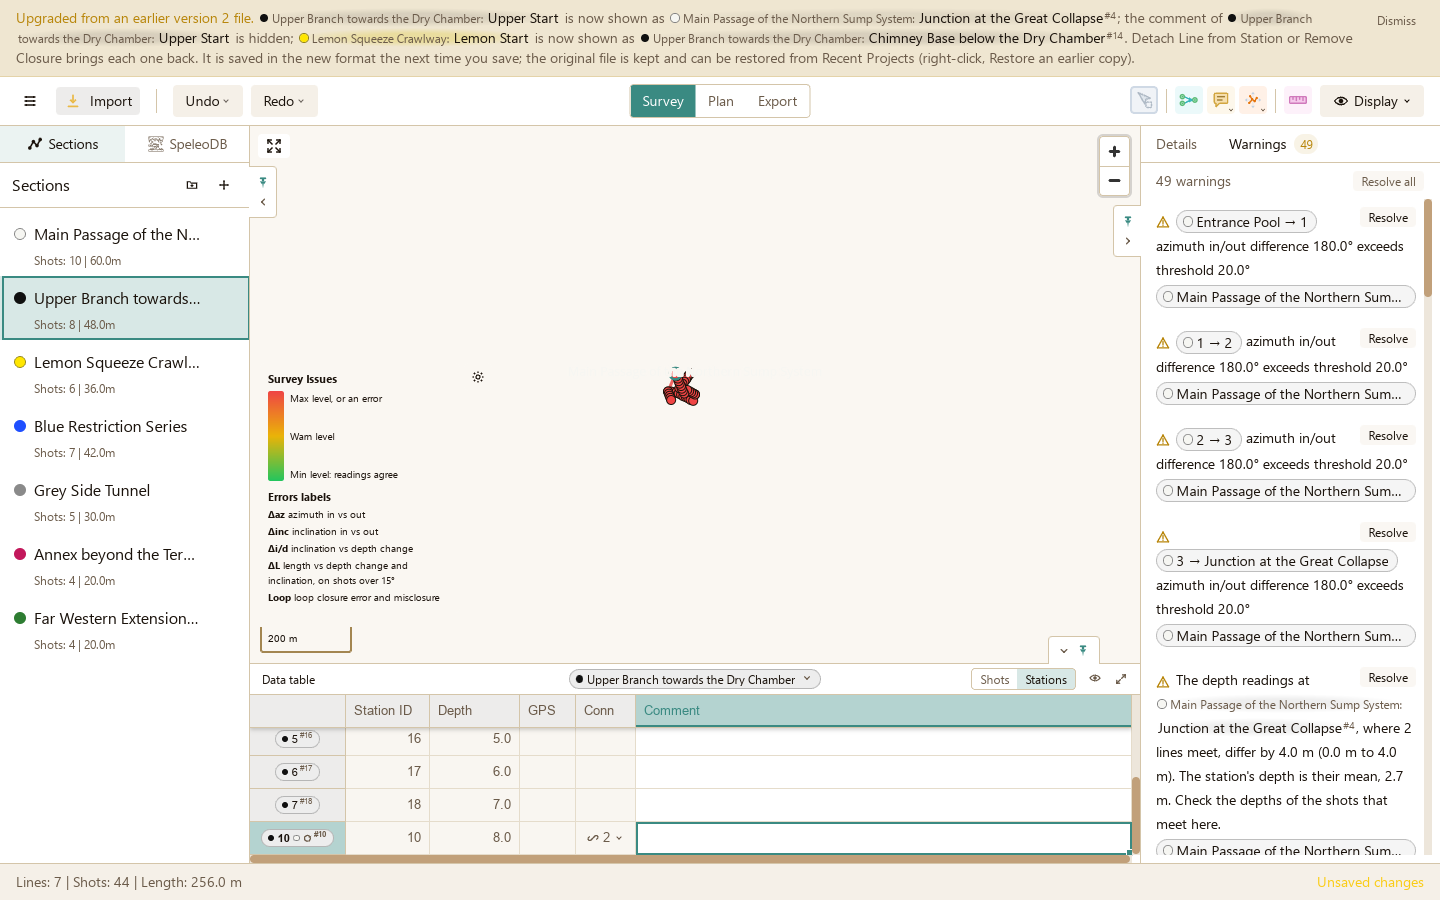 Upgraded from an earlier version 2 file. Upper Branch towards the Dry Chamber: Upper Start is now shown as Main Passage of the Northern Sump System: Junction at the Great Collapse#4; the comment of Upper Branch
towards the Dry Chamber: Upper Start is hidden; Lemon Squeeze Crawlway: Lemon Start is now shown as Upper Branch towards the Dry Chamber: Chimney Base below the Dry Chamber#14. Detach Line from Station or Remove
Closure brings each one back. It is saved in the new format the next time you save; the original file is kept and can be restored from Recent Projects (right-click, Restore an earlier copy).
Dismiss
Import
Undo
Redo
Survey
Plan
Export
Display
Sections
SpeleoDB
Sections
Main Passage of the N...
Shots: 10 | 60.0m
Upper Branch towards...
Shots: 8 | 48.0m
Lemon Squeeze Crawl...
Shots: 6 | 36.0m
Blue Restriction Series
Shots: 7 | 42.0m
Grey Side Tunnel
Shots: 5 | 30.0m
Annex beyond the Ter...
Shots: 4 | 20.0m
Far Western Extension...
Shots: 4 | 20.0m
Survey Issues
Max level, or an error
Warn level
Min level: readings agree
Errors labels
Δaz azimuth in vs out
Δinc inclination in vs out
Δi/d inclination vs depth change
ΔL length vs depth change and
inclination, on shots over 15°
Loop loop closure error and misclosure
200 m
Data table
Upper Branch towards the Dry Chamber
Shots
Stations
Station ID Depth GPS Conn Comment
5 #16 16 5.0
6 #17 17 6.0
7 #18 18 7.0
10 #10 10 8.0 2
Details
Warnings 49
49 warnings
Resolve all
Entrance Pool → 1
Resolve
azimuth in/out difference 180.0° exceeds
threshold 20.0°
Main Passage of the Northern Sum...
1 → 2 azimuth in/out
Resolve
difference 180.0° exceeds threshold 20.0°
Main Passage of the Northern Sum...
2 → 3 azimuth in/out
Resolve
difference 180.0° exceeds threshold 20.0°
Main Passage of the Northern Sum...
Resolve
3 → Junction at the Great Collapse
azimuth in/out difference 180.0° exceeds
threshold 20.0°
Main Passage of the Northern Sum...
The depth readings at
Resolve
Main Passage of the Northern Sump System:
Junction at the Great Collapse#4, where 2
lines meet, differ by 4.0 m (0.0 m to 4.0
m). The station's depth is their mean, 2.7
m. Check the depths of the shots that
meet here.
Main Passage of the Northern Sum...
Lines: 7 | Shots: 44 | Length: 256.0 m
Unsaved changes